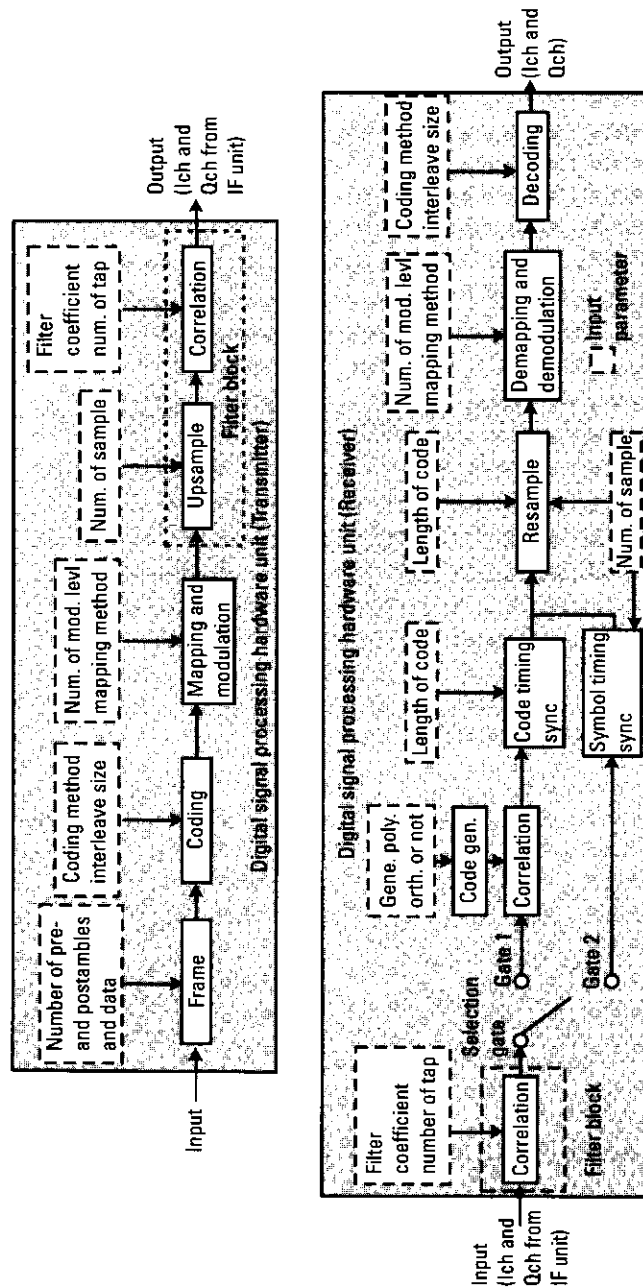 Number of pre-
and postambles
and data
Coding method
interleave size
Num. of mod. levl
mapping method
Num. of sample
Filter
coefficient
num. of tap
Input
Frame
Coding
Mapping and
modulation
Upsample
Correlation
Filter block
Output
(Ich and
Qch from
IF unit)
Digital signal processing hardware unit (Transmitter)
Digital signal processing hardware unit (Receiver)
Filter
coefficient
number of tap
Input
(Ich and
Qch from
IF unit)
Correlation
Filter block
Selection
gate
Gate 1
Gate 2
Gene. poly.
orth. or not
Code gen.
Correlation
Length of code
Code timing
sync
Symbol timing
sync
Length of code
Resample
Num. of sample
Num. of mod. levl
mapping method
Demapping and
demodulation
Coding method
interleave size
Decoding
Output
(Ich and
Qch)
Input
parameter